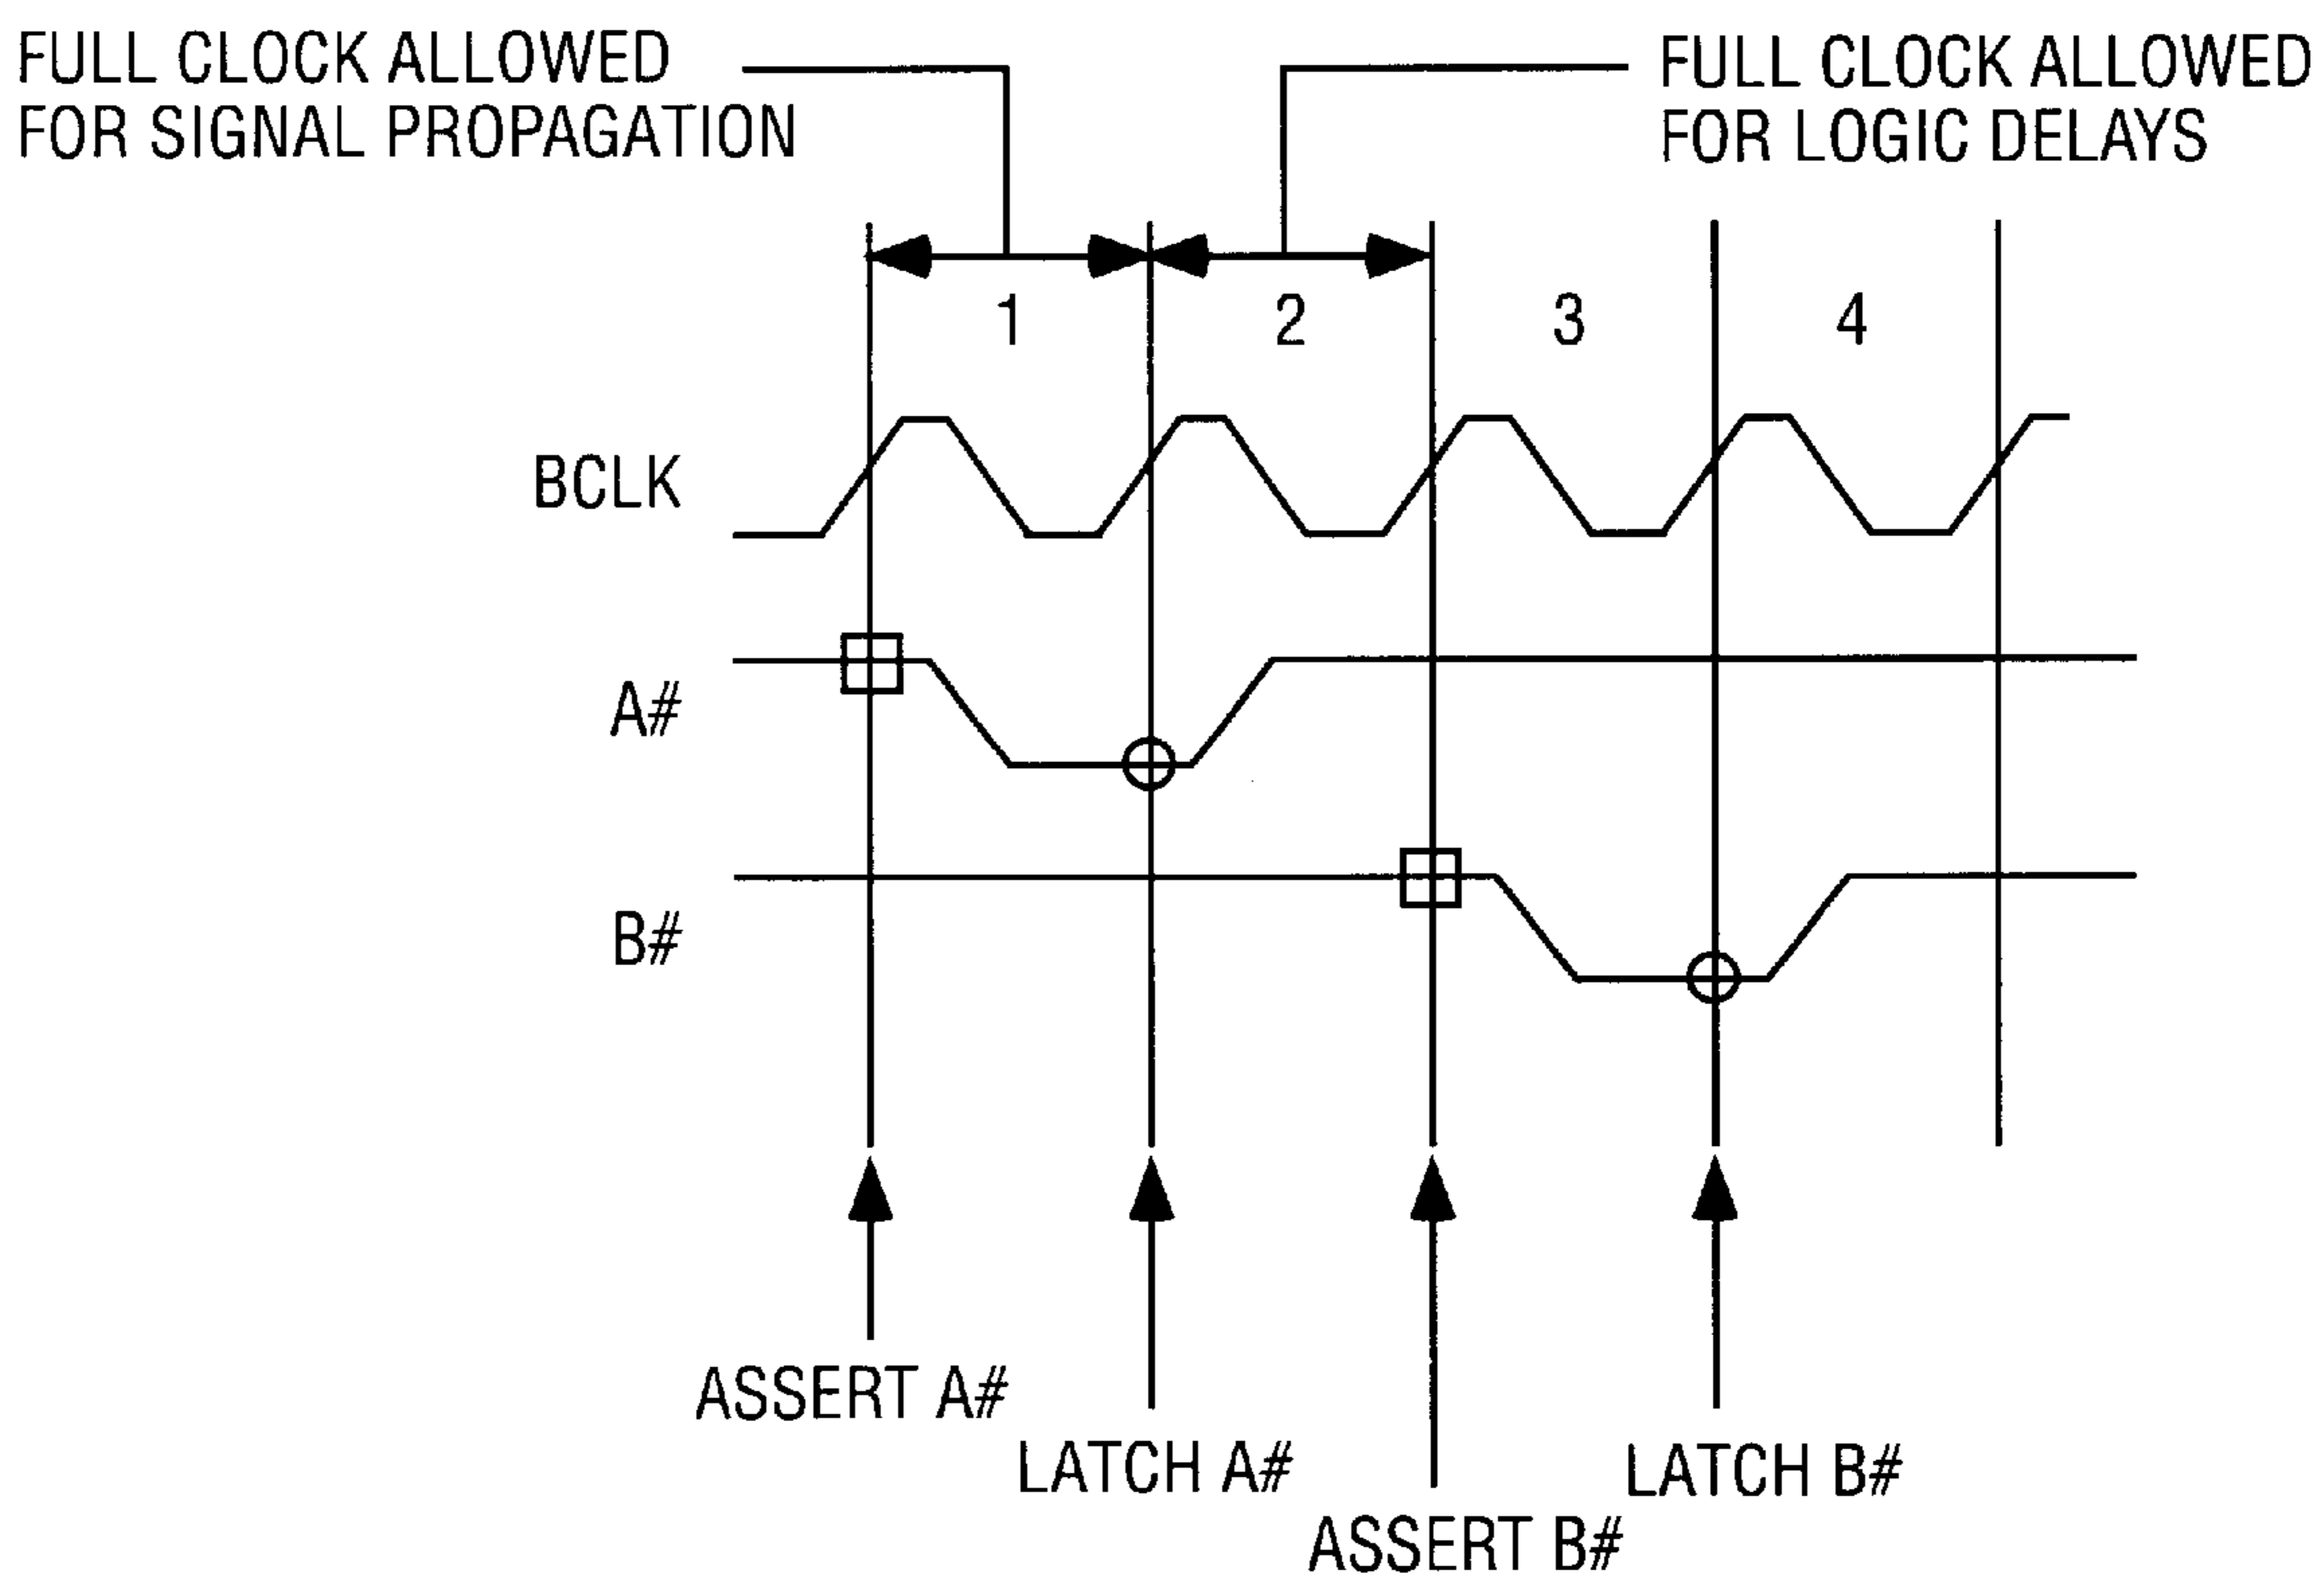 FULL CLOCK ALLOWED
FOR SIGNAL PROPAGATION
FULL CLOCK ALLOWED
FOR LOGIC DELAYS
1 2 3 4
BCLK
A#
B#
ASSERT A#
LATCH A#
ASSERT B#
LATCH B#